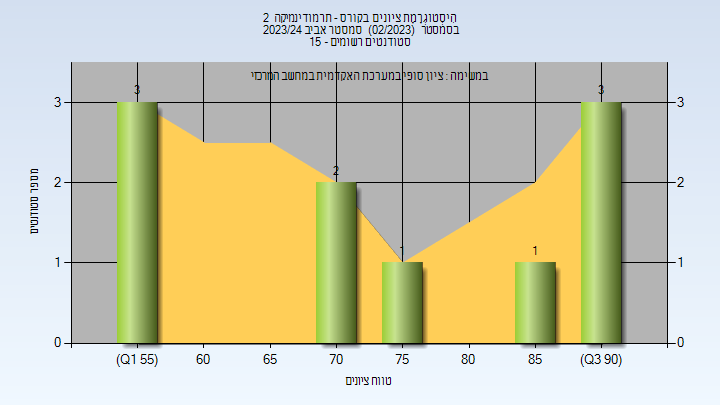 היסטוגרמת ציונים בקורס - תרמודינמיקה 2
בסמסטר (02/2023) סמסטר אביב 2023/24
סטודנטים רשומים - 15
במשימה : ציון סופי במערכת האקדמית במחשב המרכזי
3
3
2
1
1
3
3
2
1
0
3
2
1
0
מספר סטודנטים
(Q1 55)
60
65
70
75
80
85
(Q3 90)
טווח ציונים